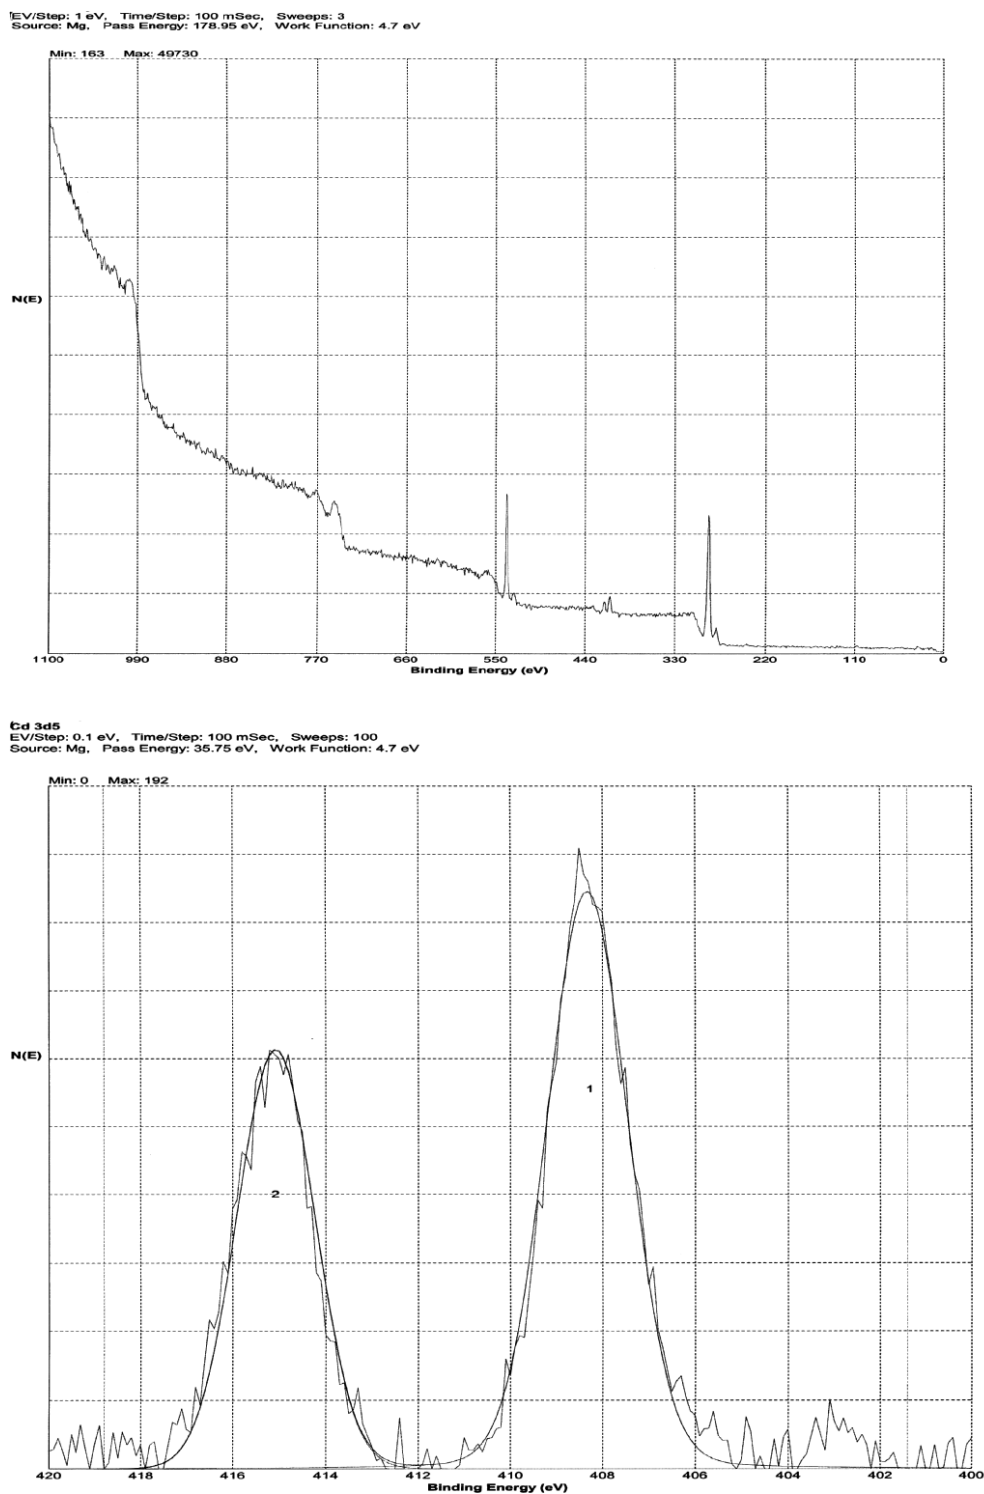 EV/Step: 1 eV, Time/Step: 100 mSec, Sweeps: 3
Source: Mg, Pass Energy: 178.95 eV, Work Function: 4.7 eV
Min: 163 Max: 49730
N(E)
1100 990 880 770 660 550 440 330 220 110 0
Binding Energy (eV)
Cd 3d5
EV/Step: 0.1 eV, Time/Step: 100 mSec, Sweeps: 100
Source: Mg, Pass Energy: 35.75 eV, Work Function: 4.7 eV
Min: 0 Max: 192
N(E)
1
2
420 418 416 414 412 410 408 406 404 402 400
Binding Energy (eV)